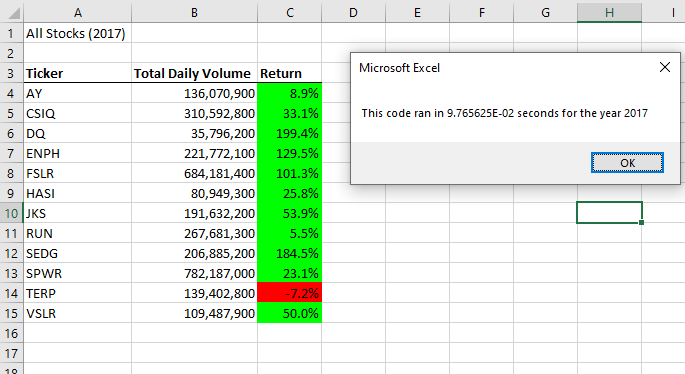 A B C D E F G H I
1 All Stocks (2017)
2
3 Ticker Total Daily Volume Return
4 AY 136,070,900 8.9%
5 CSIQ 310,592,800 33.1%
6 DQ 35,796,200 199.4%
7 ENPH 221,772,100 129.5%
8 FSLR 684,181,400 101.3%
9 HASI 80,949,300 25.8%
10 JKS 191,632,200 53.9%
11 RUN 267,681,300 5.5%
12 SEDG 206,885,200 184.5%
13 SPWR 782,187,000 23.1%
14 TERP 139,402,800 -7.2%
15 VSLR 109,487,900 50.0%
16
17
18
Microsoft Excel
This code ran in 9.765625E-02 seconds for the year 2017
OK